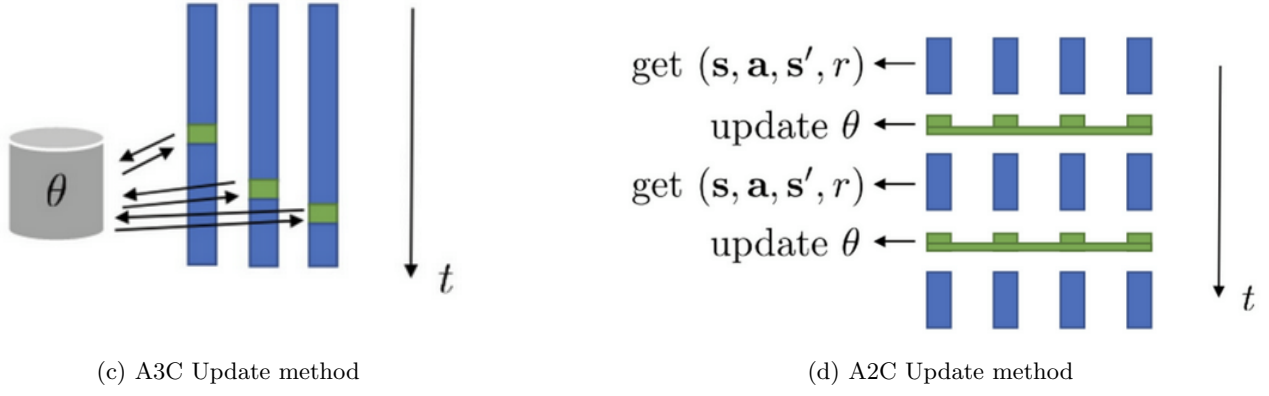 θ
t
(c) A3C Update method
get (s, a, s′, r)
update θ
get (s, a, s′, r)
update θ
t
(d) A2C Update method